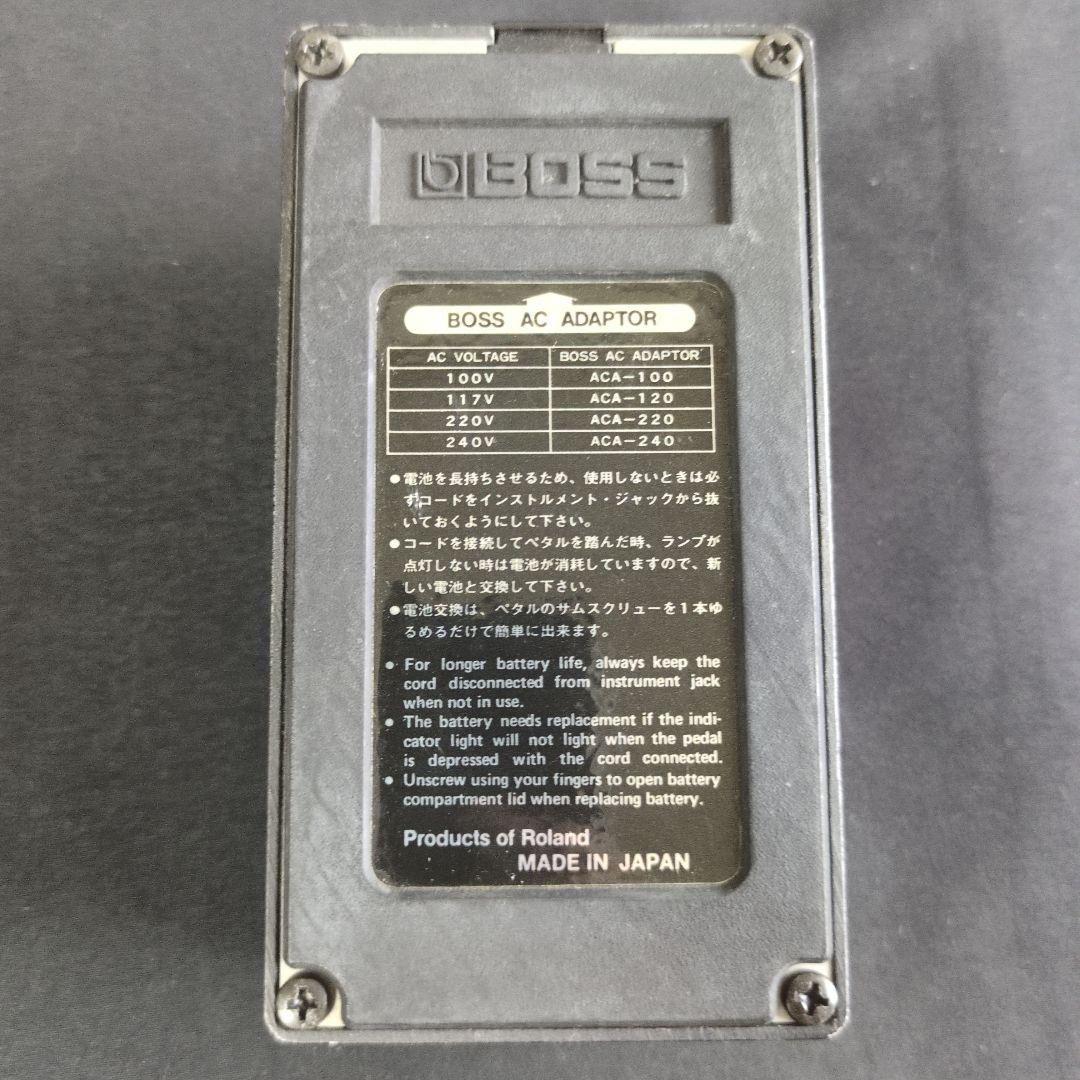 BOSS
BOSS AC ADAPTOR
AC VOLTAGE BOSS AC ADAPTOR
100V ACA-100
117V ACA-120
220V ACA-220
240V ACA-240
●電池を長持ちさせるため、使用しないときは必
ずコードをインストルメント・ジャックから抜
いておくようにして下さい。
●コードを接続してペタルを踏んだ時、ランプが
点灯しない時は電池が消耗していますので、新
しい電池と交換して下さい。
●電池交換は、ペタルのサムスクリューを1本ゆ
るめるだけで簡単に出来ます。
● For longer battery life, always keep the
cord disconnected from instrument jack
when not in use.
● The battery needs replacement if the indi-
cator light will not light when the pedal
is depressed with the cord connected.
● Unscrew using your fingers to open battery
compartment lid when replacing battery.
Products of Roland
MADE IN JAPAN